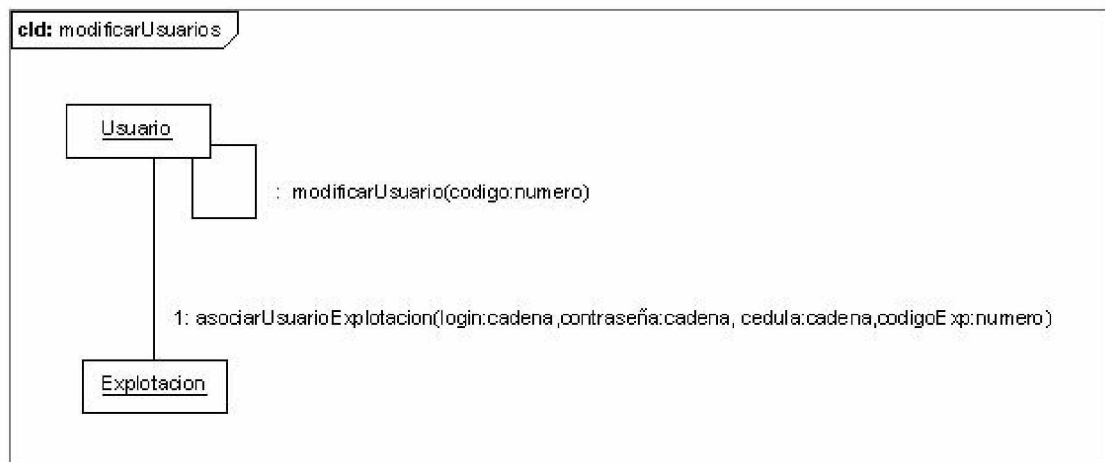 cld: modificarUsuarios
Usuario
: modificarUsuario(codigo:numero)
1: asociarUsuarioExplotacion(login:cadena,contraseña:cadena, cedula:cadena,codigoExp:numero)
Explotacion